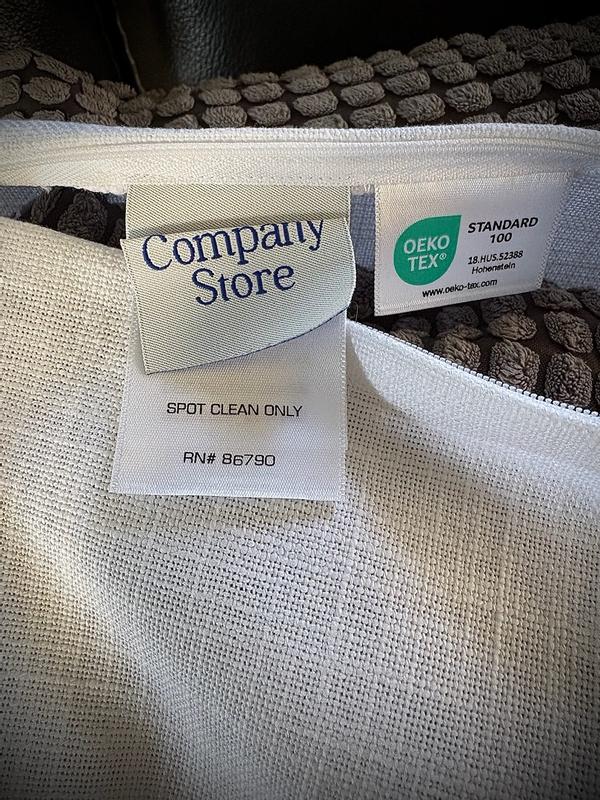 Company
Store
SPOT CLEAN ONLY
RN# 86790
OEKO
TEX®
STANDARD
100
18.HUS.52388
Hohenstein
www.oeko-tex.com